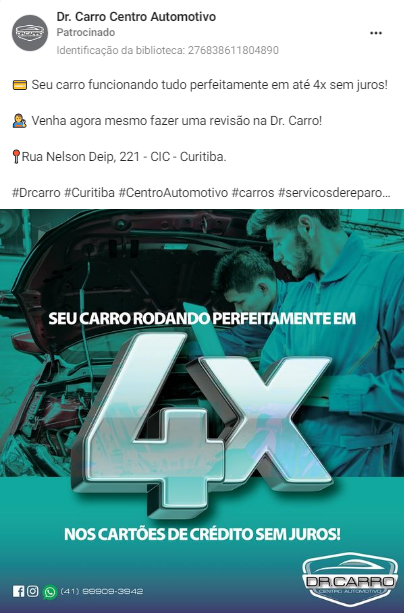 Dr. Carro Centro Automotivo
Patrocinado
Identificação da biblioteca: 276838611804890
💳 Seu carro funcionando tudo perfeitamente em até 4x sem juros!
Venha agora mesmo fazer uma revisão na Dr. Carro!
📍Rua Nelson Deip, 221 - CIC - Curitiba.
#Drcarro #Curitiba #CentroAutomotivo #carros #servicosdereparo...
SEU CARRO RODANDO PERFEITAMENTE EM
4X
NOS CARTÕES DE CRÉDITO SEM JUROS!
(41) 99909-3942
DR.CARRO
CENTRO AUTOMOTIVO